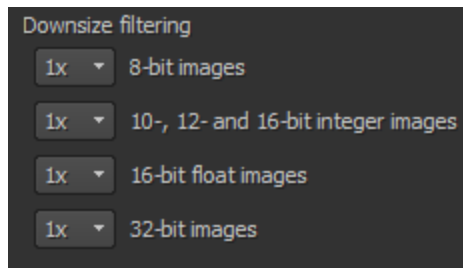 Downsize filtering
1x 8-bit images
1x 10-, 12- and 16-bit integer images
1x 16-bit float images
1x 32-bit images